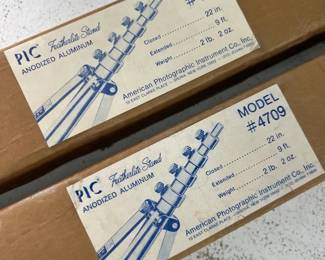 PIC Featherlite Stand
ANODIZED ALUMINUM
#
Closed 22 in.
Extended 9 ft.
Weight 2 lb. 2 oz.
American Photographic Instrument Co., Inc.
PIC Featherlite Stand
ANODIZED ALUMINUM
MODEL
#4709
Closed 22 in.
Extended 9 ft.
Weight 2 lb. 2 oz.
American Photographic Instrument Co., Inc.